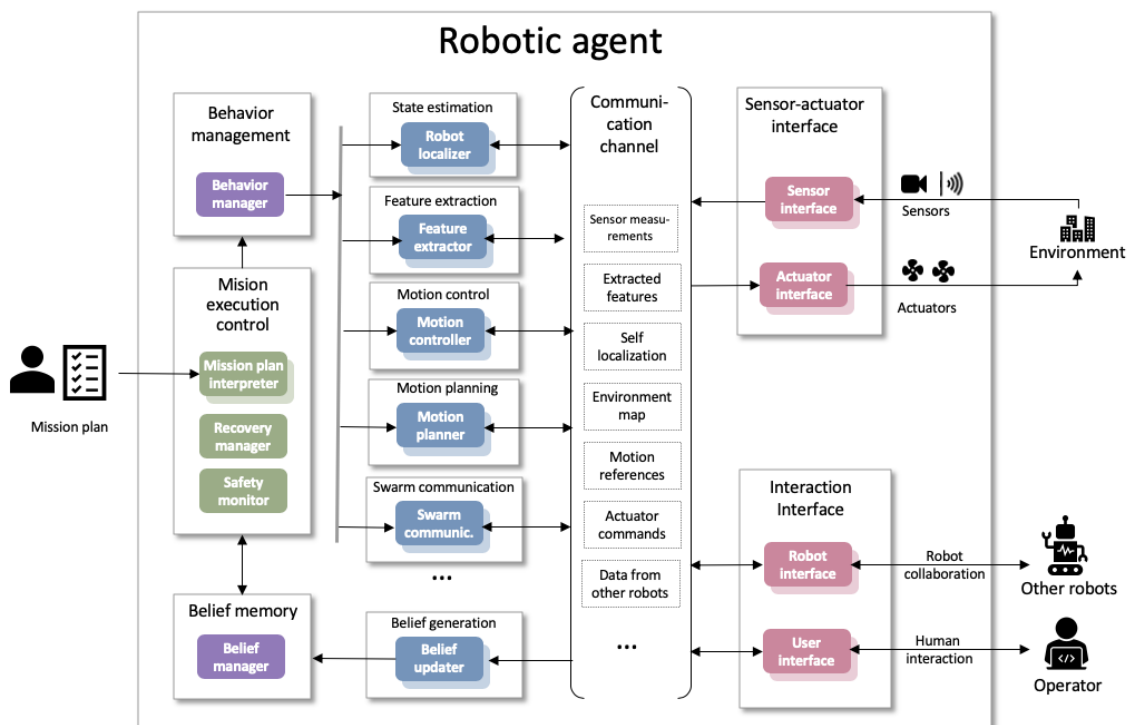 Robotic agent
Behavior
management
Behavior
manager
Mision
execution
control
Mission plan
interpreter
Recovery
manager
Safety
monitor
Mission plan
Belief memory
Belief
manager
State estimation
Robot
localizer
Feature extraction
Feature
extractor
Motion control
Motion
controller
Motion planning
Motion
planner
Swarm communication
Swarm
communic.
...
Belief generation
Belief
updater
Communi-
cation
channel
Sensor measu-
rements
Extracted
features
Self
localization
Environment
map
Motion
references
Actuator
commands
Data from
other robots
...
Sensor-actuator
interface
Sensor
interface
Actuator
interface
Sensors
Actuators
Environment
Interaction
Interface
Robot
interface
User
interface
Robot
collaboration
Human
interaction
Other robots
Operator